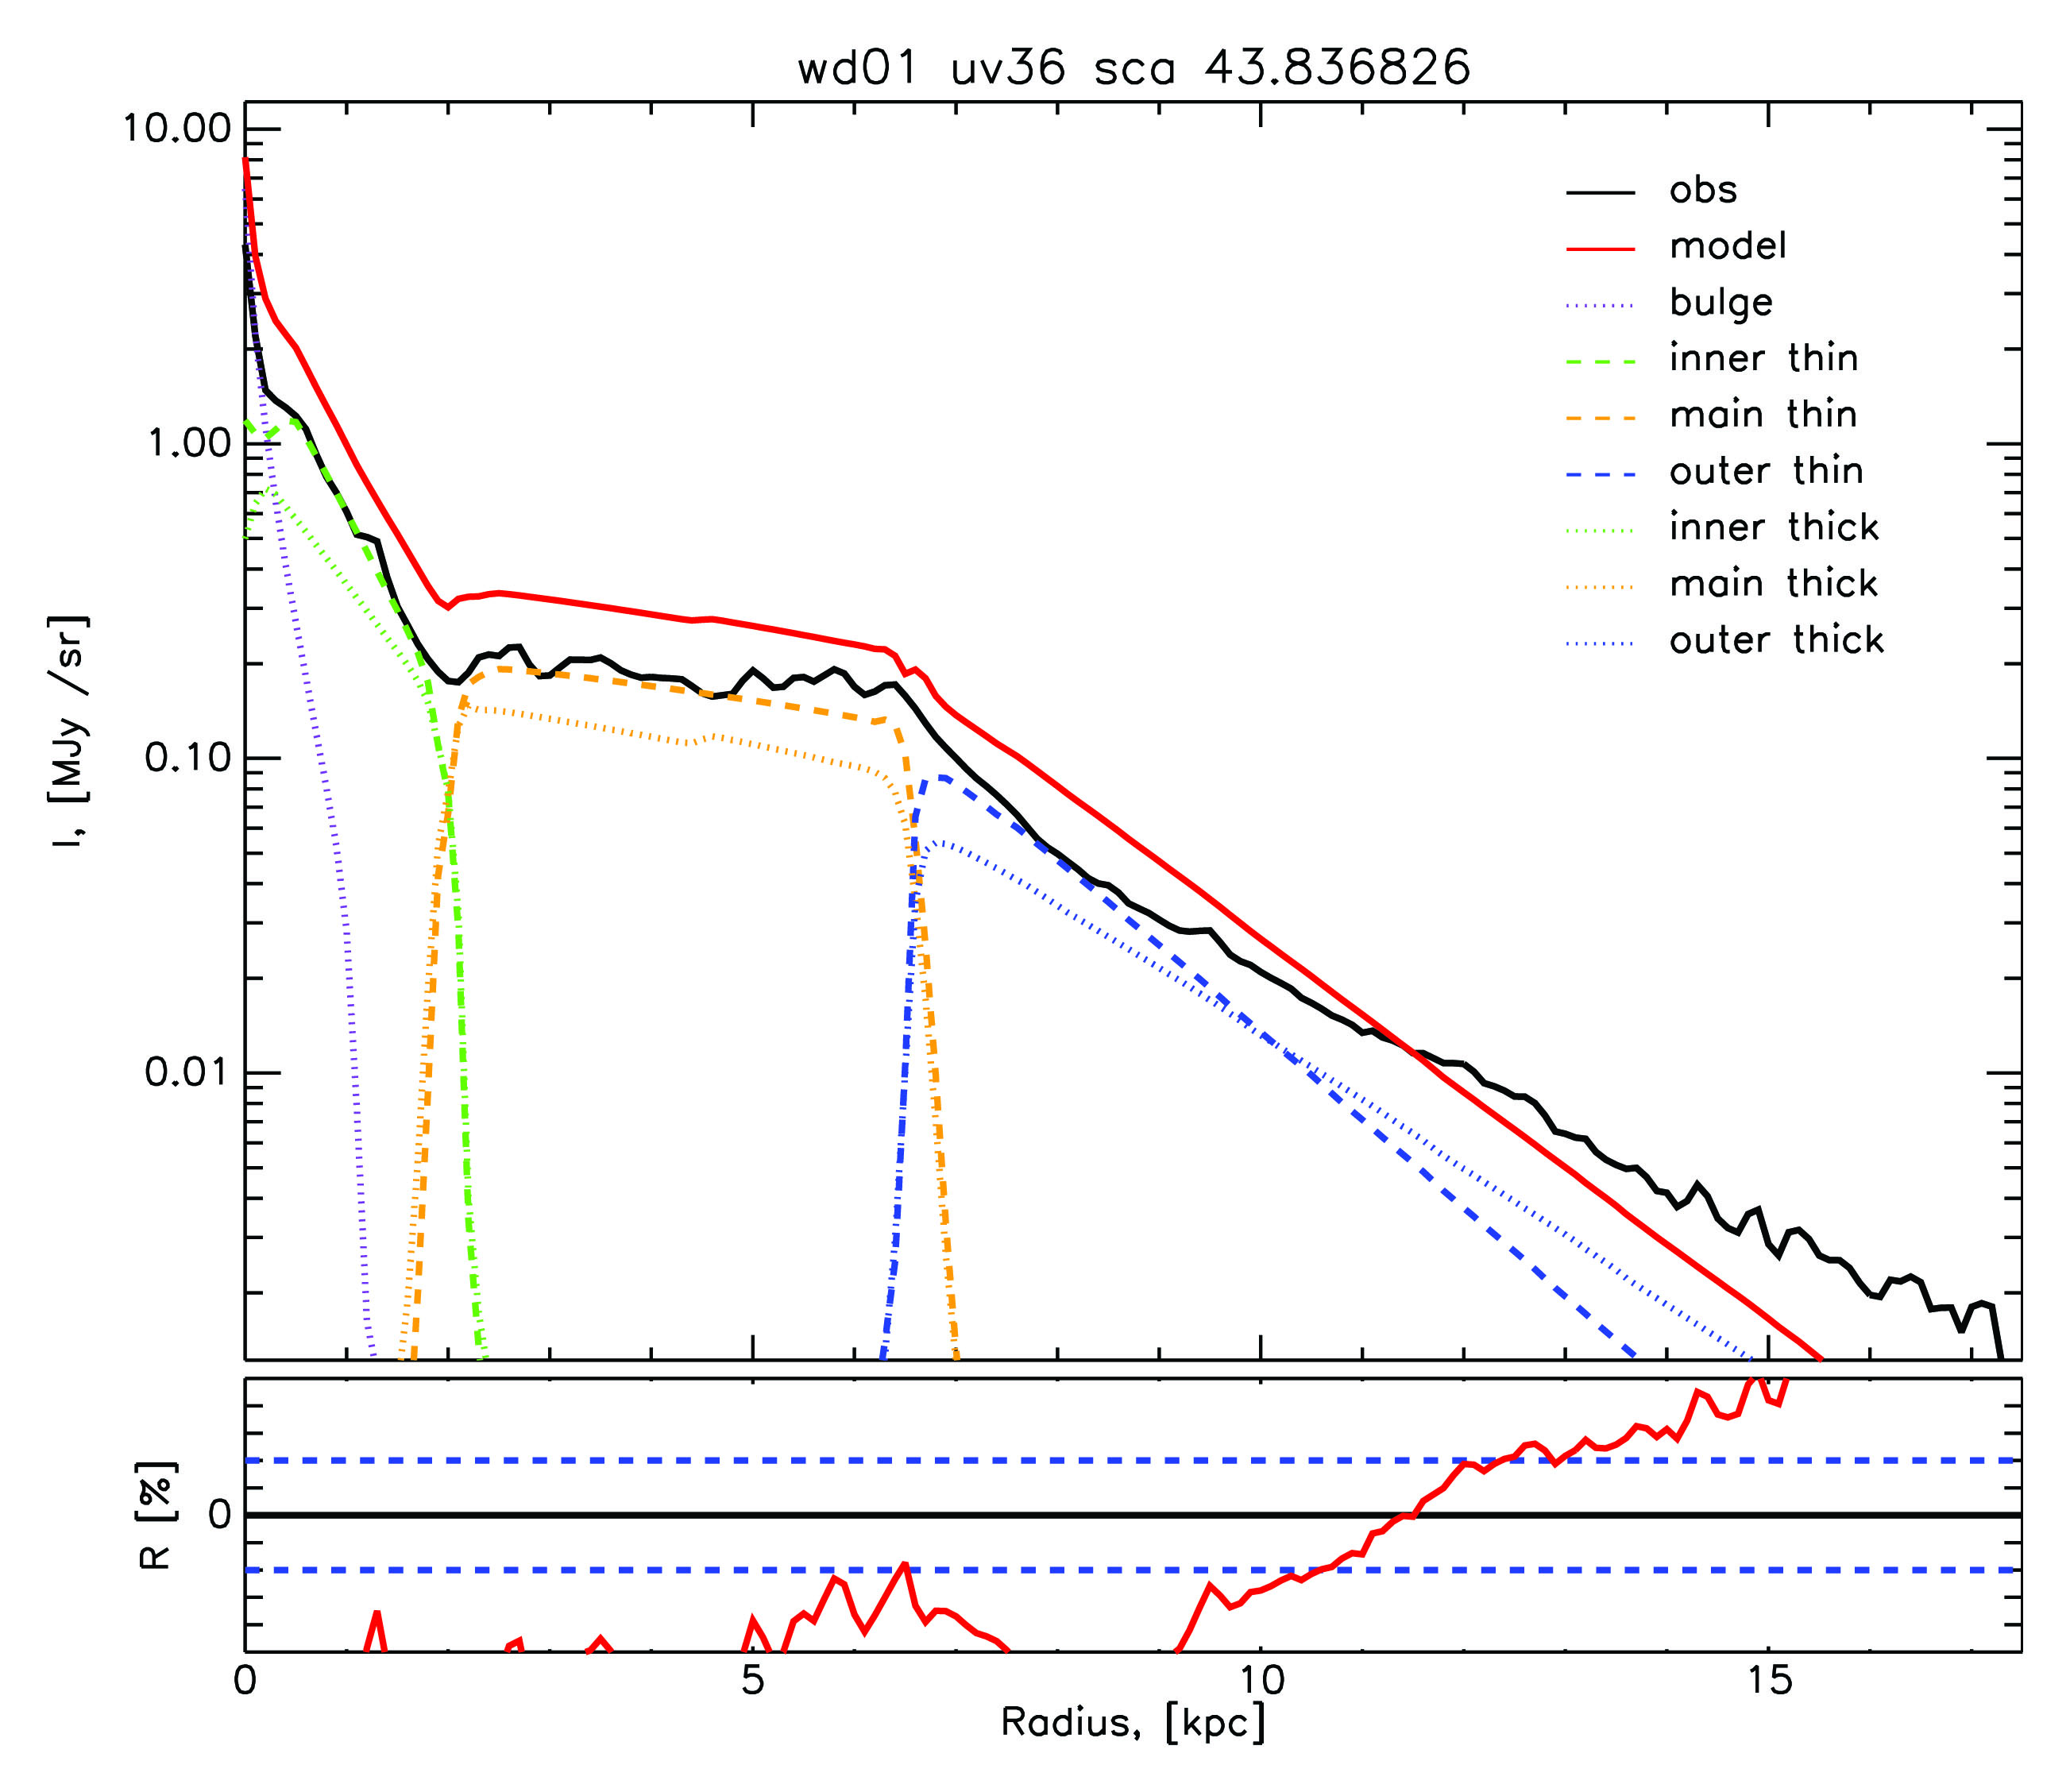 wd01 uv36 sca 43.836826
10.00
1.00
0.10
0.01
I, [MJy /sr]
obs
model
bulge
inner thin
main thin
outer thin
inner thick
main thick
outer thick
R [%]
0
0 5 10 15
Radius, [kpc]